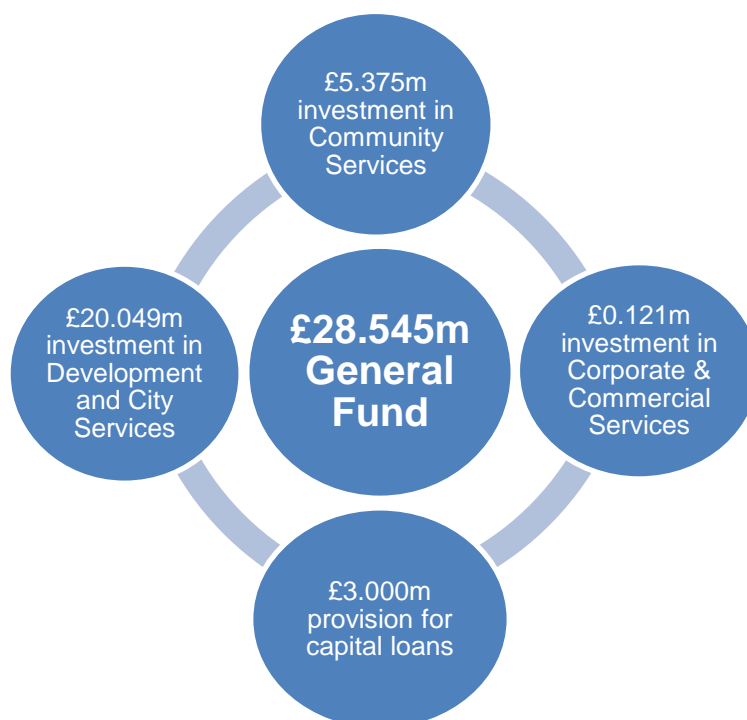 £5.375m
investment in
Community
Services
£20.049m
investment in
Development
and City
Services
£28.545m
General
Fund
£0.121m
investment in
Corporate &
Commercial
Services
£3.000m
provision for
capital loans